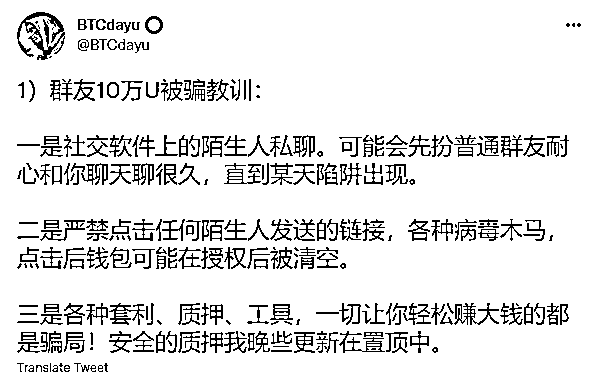 BTCdayu
@BTCdayu
1）群友10万U被骗教训：
一是社交软件上的陌生人私聊。可能会先扮普通群友耐
心和你聊天聊很久，直到某天陷阱出现。
二是严禁点击任何陌生人发送的链接，各种病毒木马，
点击后钱包可能在授权后被清空。
三是各种套利、质押、工具，一切让你轻松赚大钱的都
是骗局！安全的质押我晚些更新在置顶中。
Translate Tweet